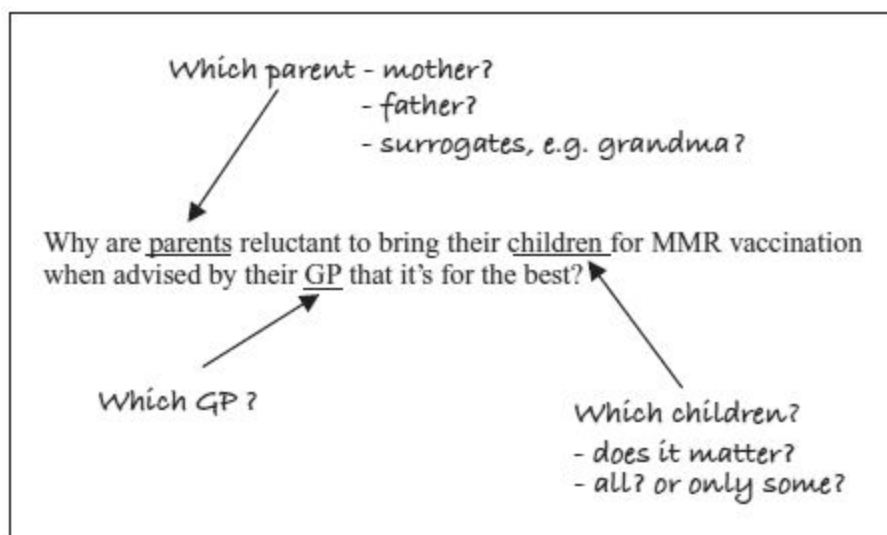 Which parent - mother?
- father?
- surrogates, e.g. grandma?
Why are parents reluctant to bring their children for MMR vaccination
when advised by their GP that it's for the best?
Which GP ?
Which children?
- does it matter?
- all? or only some?